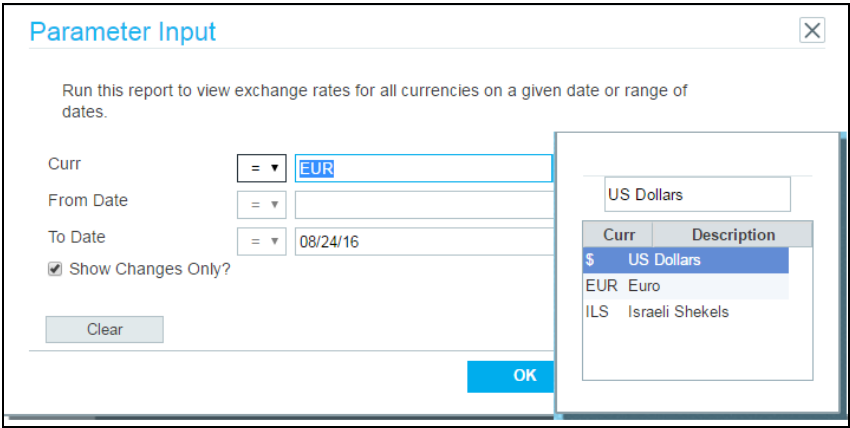 Parameter Input
Run this report to view exchange rates for all currencies on a given date or range of
dates.
Curr = EUR
From Date =
To Date = 08/24/16
Show Changes Only?
Clear
OK
US Dollars
Curr Description
$ US Dollars
EUR Euro
ILS Israeli Shekels